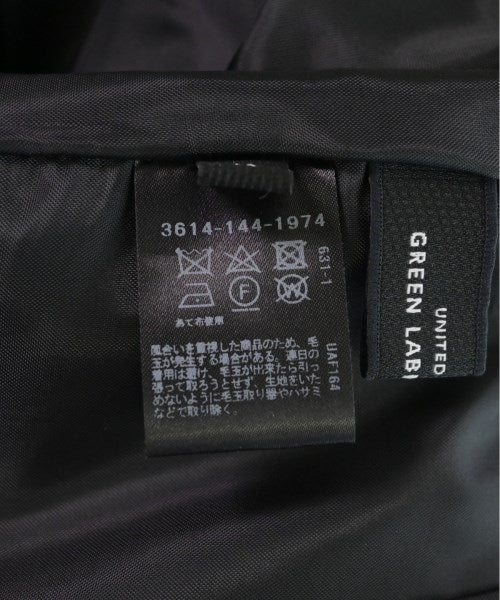 3614-144-1974
631-1
F
W
あて布使用
風合いを重視した商品のため、毛
玉が発生する場合がある。連日の
着用は避け、毛玉が出来たら引っ
張って取ろうとせず、生地をいた
めないように毛玉取り器やハサミ
などで取り除く。
UAF164
UNITED
GREEN LAB